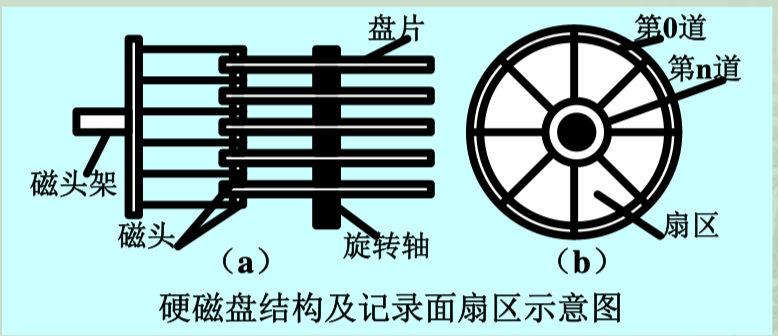 盘片
第0道
第n道
磁头架
磁头
旋转轴
扇区
（a）
（b）
硬磁盘结构及记录面扇区示意图